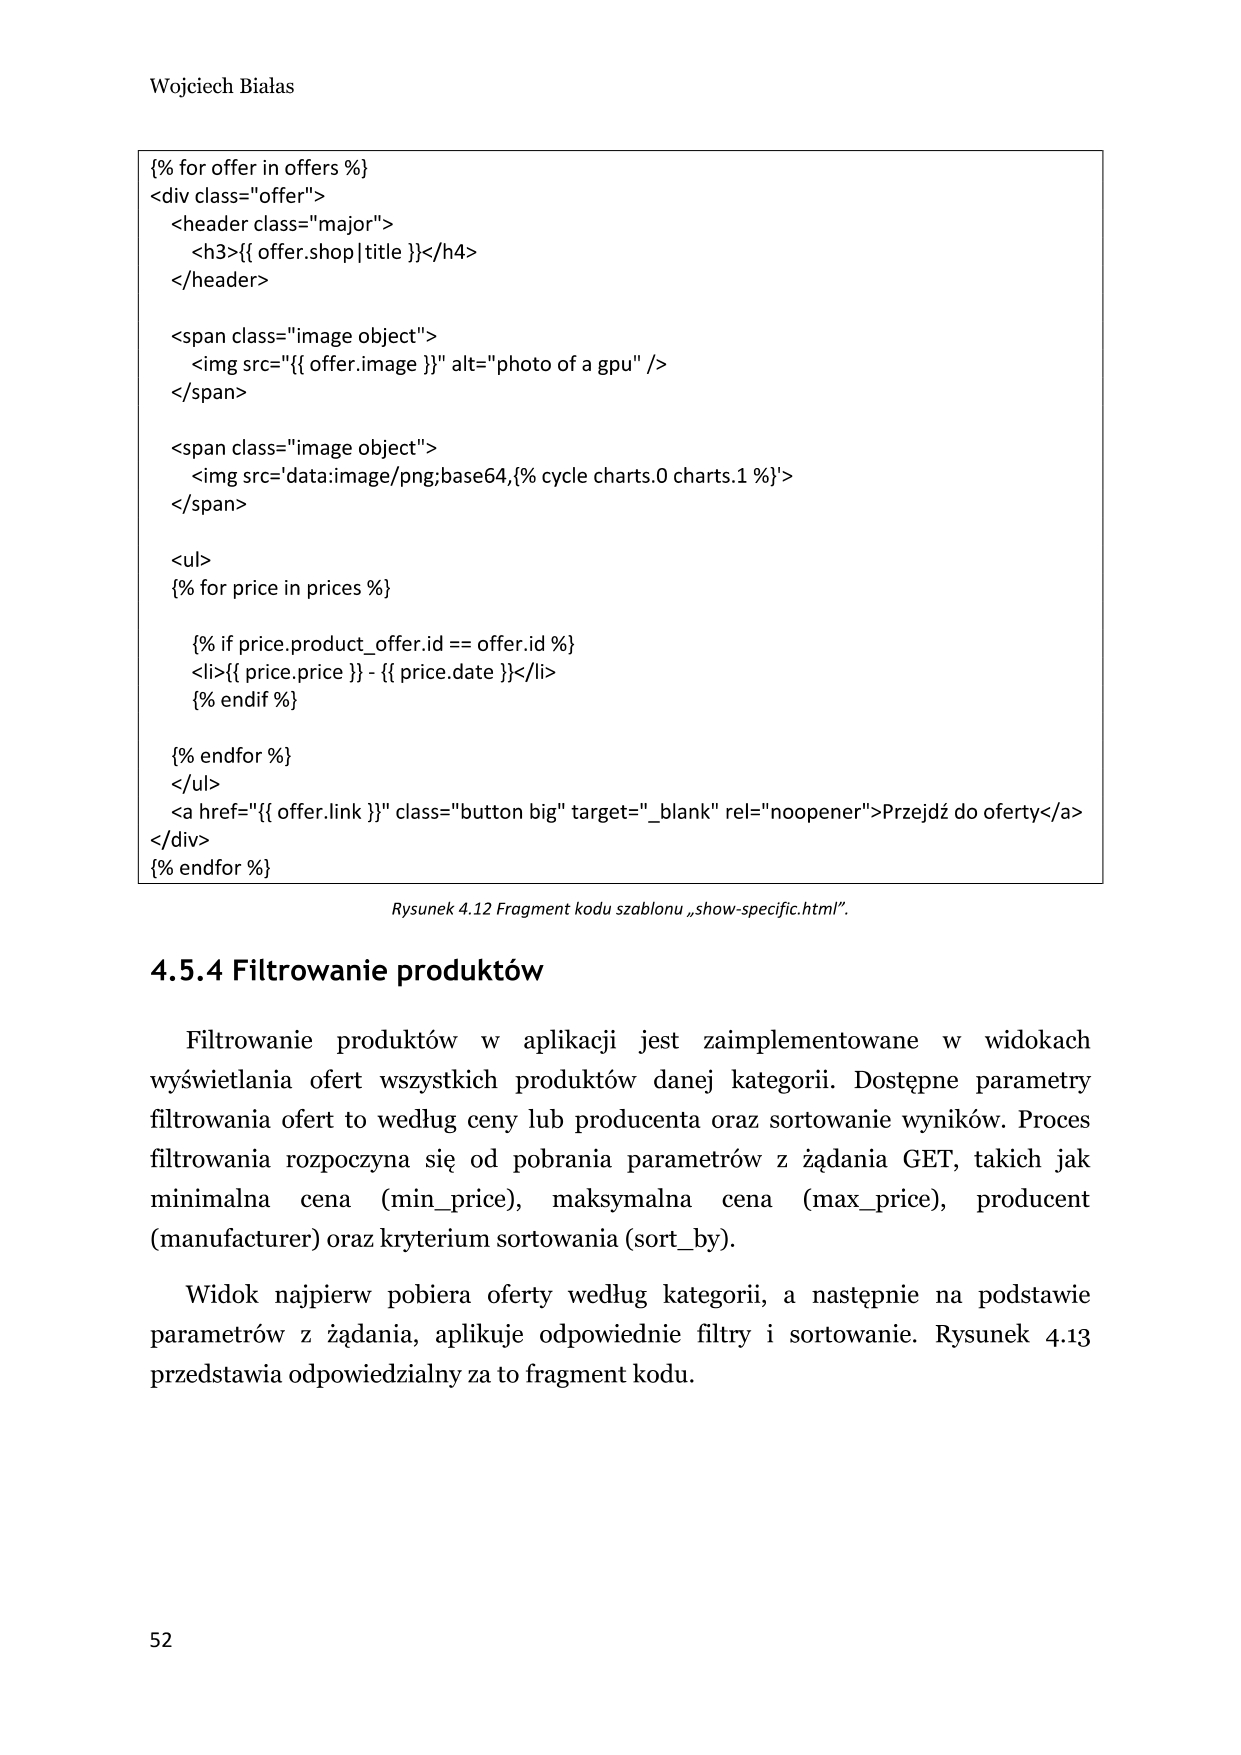 Wojciech Białas
{% for offer in offers %}
<div class="offer">
<header class="major">
<h3>{{ offer.shop|title }}</h4>
</header>
<span class="image object">
<img src="{{ offer.image }}" alt="photo of a gpu" />
</span>
<span class="image object">
<img src='data:image/png;base64,{% cycle charts.0 charts.1 %}'>
</span>
<ul>
{% for price in prices %}
{% if price.product_offer.id == offer.id %}
<li>{{ price.price }} - {{ price.date }}</li>
{% endif %}
{% endfor %}
</ul>
<a href="{{ offer.link }}" class="button big" target="_blank" rel="noopener">Przejdź do oferty</a>
</div>
{% endfor %}
Rysunek 4.12 Fragment kodu szablonu „show-specific.html”.
4.5.4 Filtrowanie produktów
Filtrowanie produktów w aplikacji jest zaimplementowane w widokach
wyświetlania ofert wszystkich produktów danej kategorii. Dostępne parametry
filtrowania ofert to według ceny lub producenta oraz sortowanie wyników. Proces
filtrowania rozpoczyna się od pobrania parametrów z żądania GET, takich jak
minimalna cena (min_price), maksymalna cena (max_price), producent
(manufacturer) oraz kryterium sortowania (sort_by).
Widok najpierw pobiera oferty według kategorii, a następnie na podstawie
parametrów z żądania, aplikuje odpowiednie filtry i sortowanie. Rysunek 4.13
przedstawia odpowiedzialny za to fragment kodu.
52